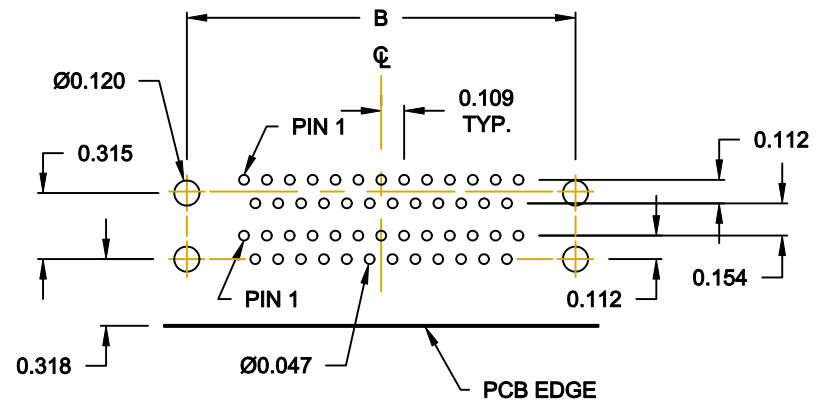 B
℄
Ø0.120
0.109
TYP.
PIN 1
0.112
0.315
0.154
PIN 1
0.112
0.318
Ø0.047
PCB EDGE